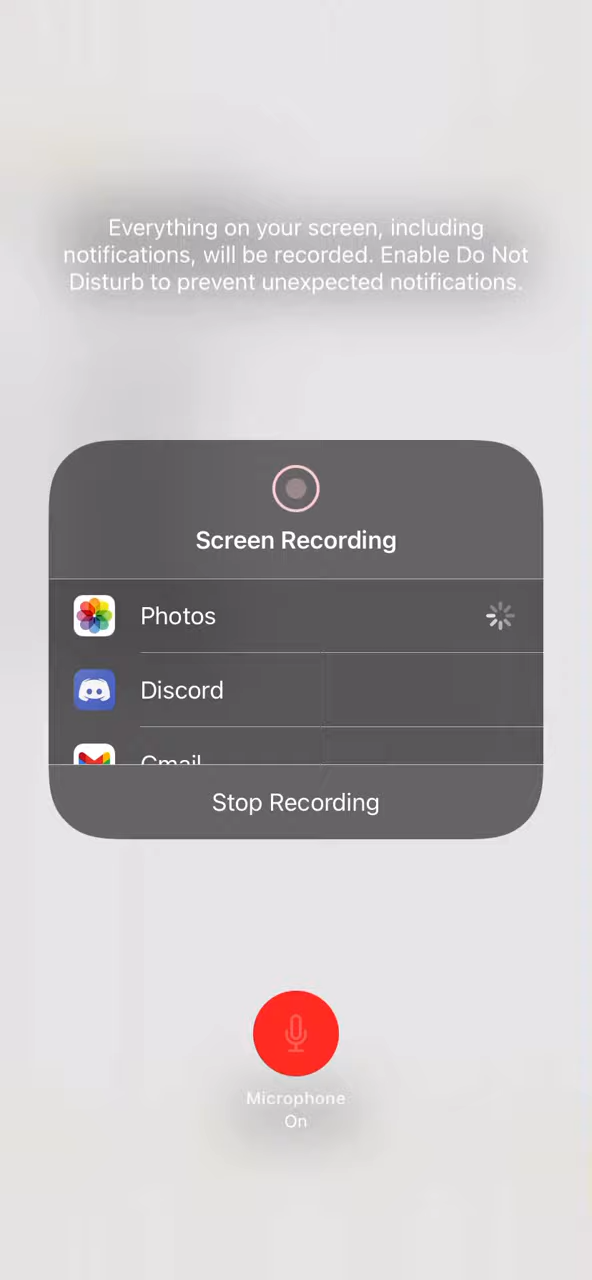 Everything on your screen, including
notifications, will be recorded. Enable Do Not
Disturb to prevent unexpected notifications.
Screen Recording
Photos
Discord
Gmail
Stop Recording
Microphone
On